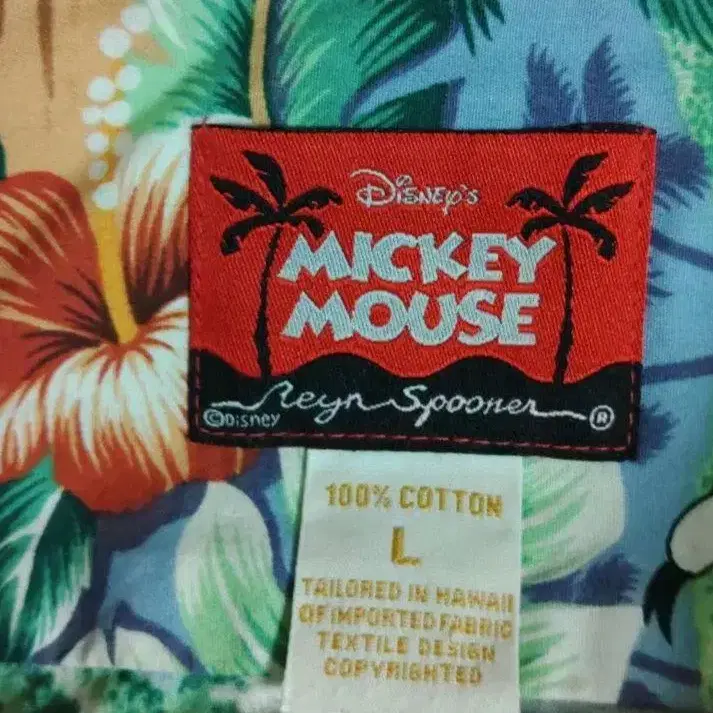 Disney's
MICKEY
MOUSE
Reyn Spooner ®
©Disney
100% COTTON
L
TAILORED IN HAWAII
OF IMPORTED FABRIC
TEXTILE DESIGN
COPYRIGHTED